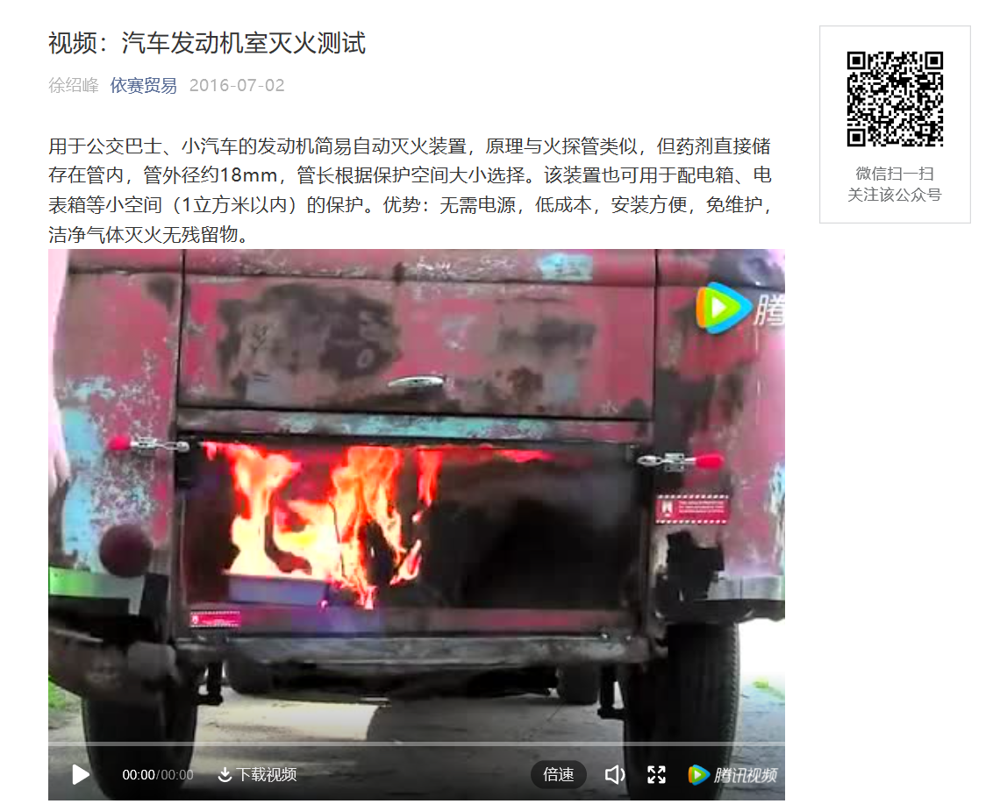 视频：汽车发动机室灭火测试
徐绍峰 依赛贸易 2016-07-02
用于公交巴士、小汽车的发动机简易自动灭火装置，原理与火探管类似，但药剂直接储
存在管内，管外径约18mm，管长根据保护空间大小选择。该装置也可用于配电箱、电
表箱等小空间（1立方米以内）的保护。优势：无需电源，低成本，安装方便，免维护，
洁净气体灭火无残留物。
微信扫一扫
关注该公众号
腾
00:00/00:00 下载视频 倍速 腾讯视频